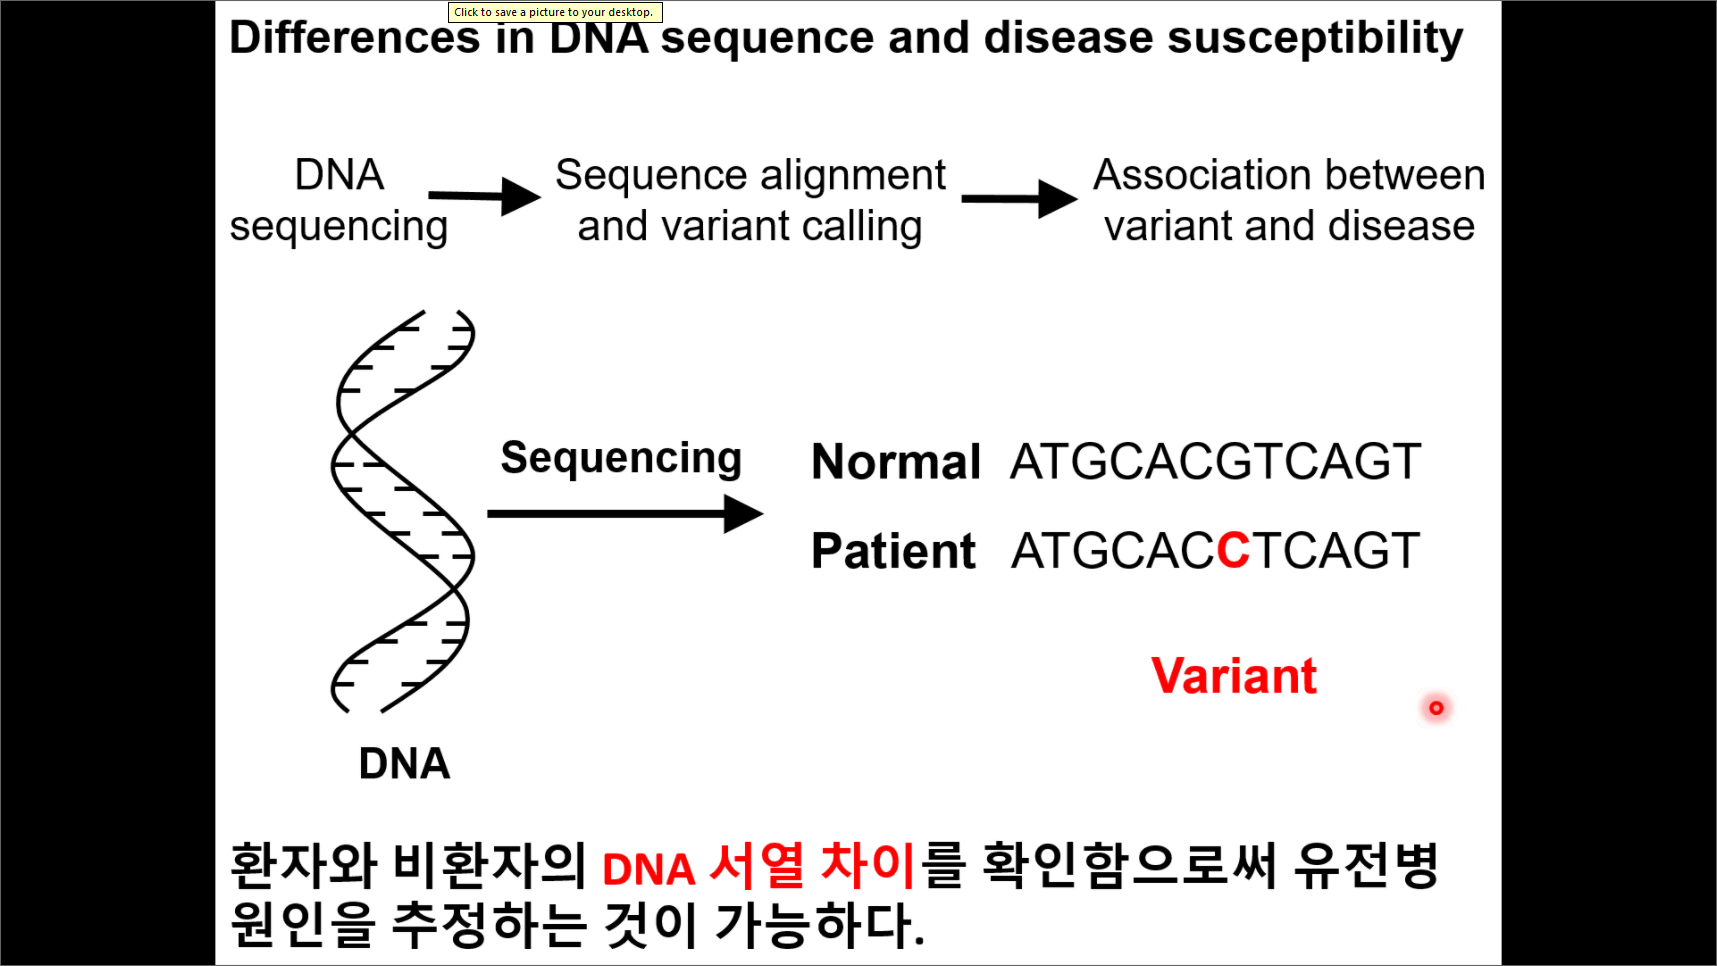 Click to save a picture to your desktop.
Differences in DNA sequence and disease susceptibility
DNA
sequencing
Sequence alignment
and variant calling
Association between
variant and disease
Sequencing
Normal ATGCACGTCAGT
Patient ATGCACCTCAGT
Variant
DNA
환자와 비환자의 DNA 서열 차이를 확인함으로써 유전병
원인을 추정하는 것이 가능하다.